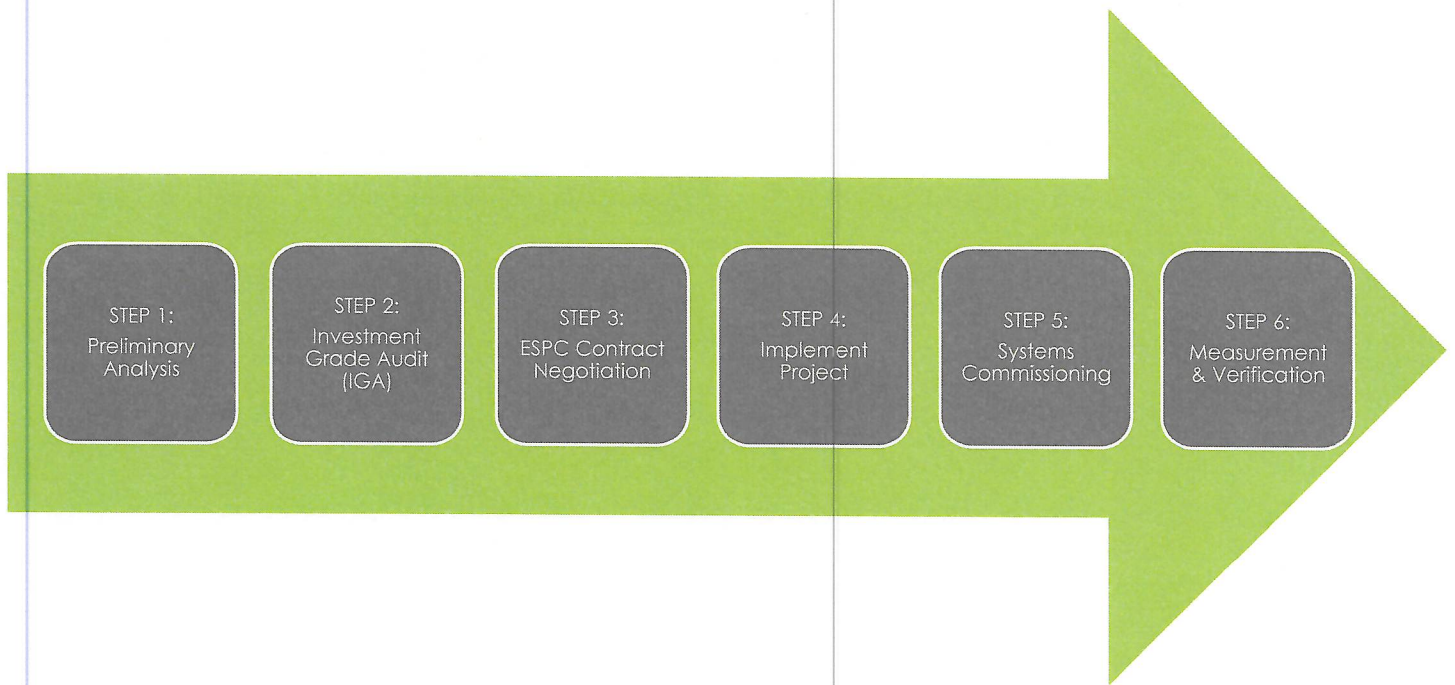 STEP 1:
Preliminary
Analysis
STEP 2:
Investment
Grade Audit
(IGA)
STEP 3:
ESPC Contract
Negotiation
STEP 4:
Implement
Project
STEP 5:
Systems
Commissioning
STEP 6:
Measurement
& Verification